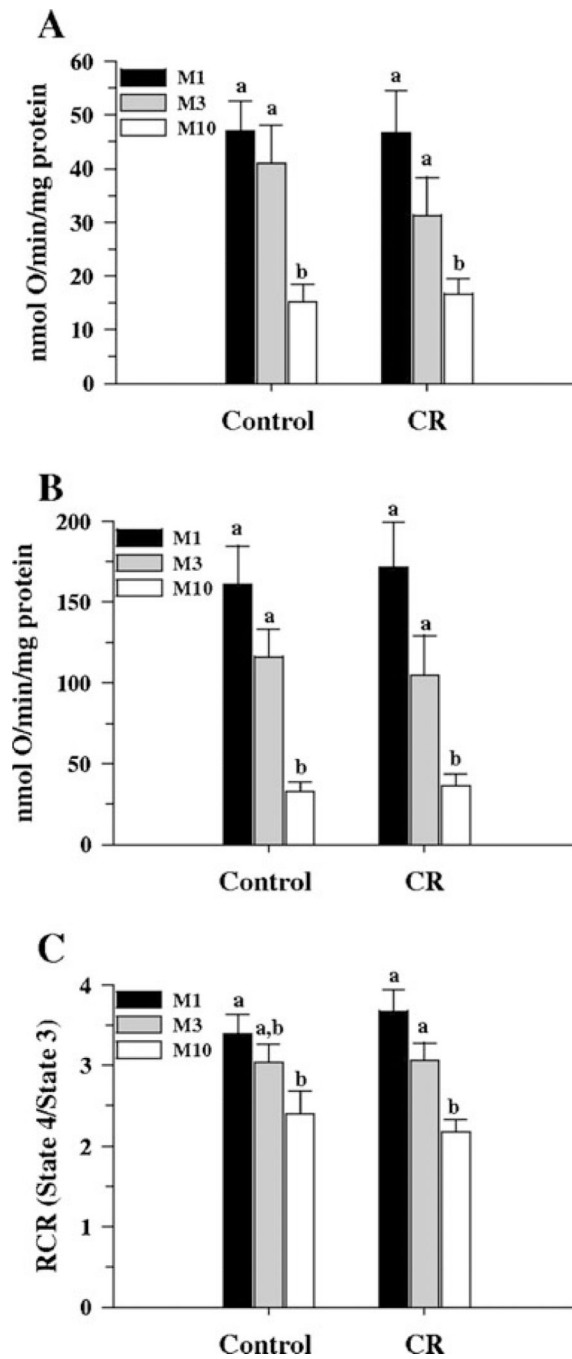 A
nmol O/min/mg protein
60
50
40
30
20
10
0
M1
M3
M10
a
a
b
a
a
b
Control
CR
B
nmol O/min/mg protein
200
150
100
50
0
M1
M3
M10
a
a
b
a
a
b
Control
CR
C
RCR (State 4/State 3)
4
3
2
1
0
M1
M3
M10
a
a,b
b
a
a
b
Control
CR